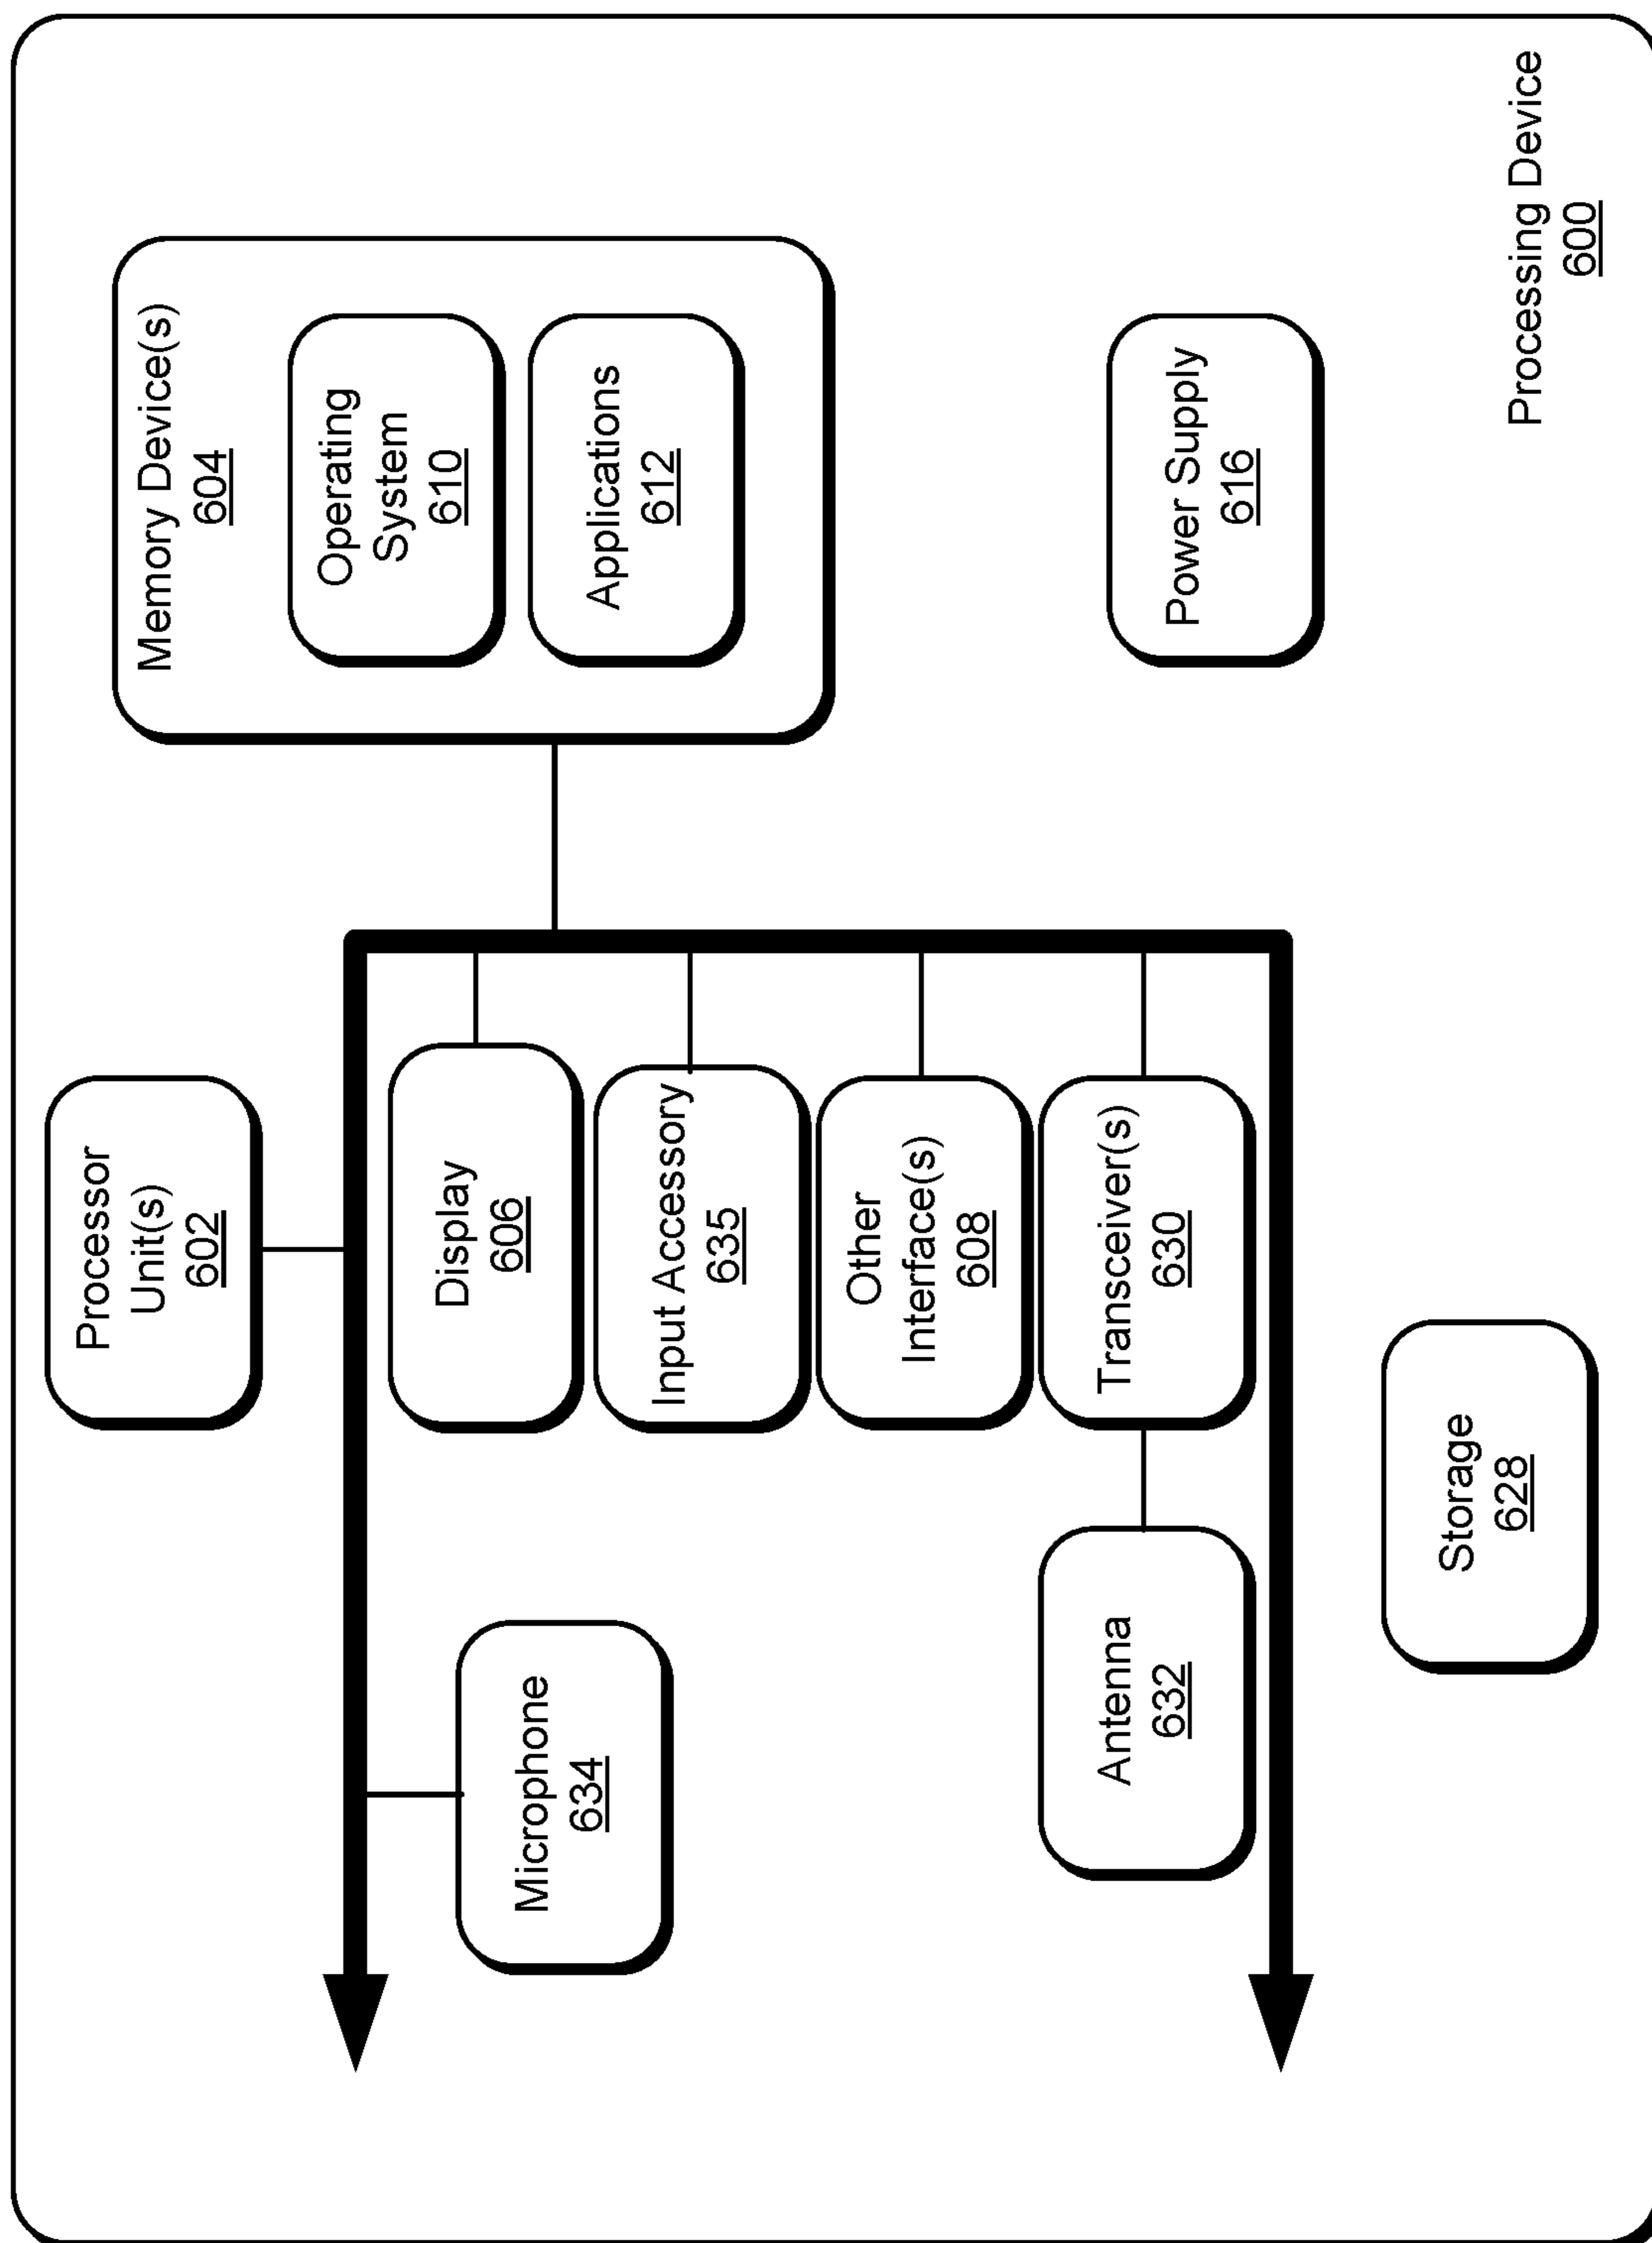 Processor
Unit(s)
602
Memory Device(s)
604
Operating
System
610
Applications
612
Display
606
Input Accessory
635
Other
Interface(s)
608
Transceiver(s)
630
Microphone
634
Antenna
632
Storage
628
Power Supply
616
Processing Device
600